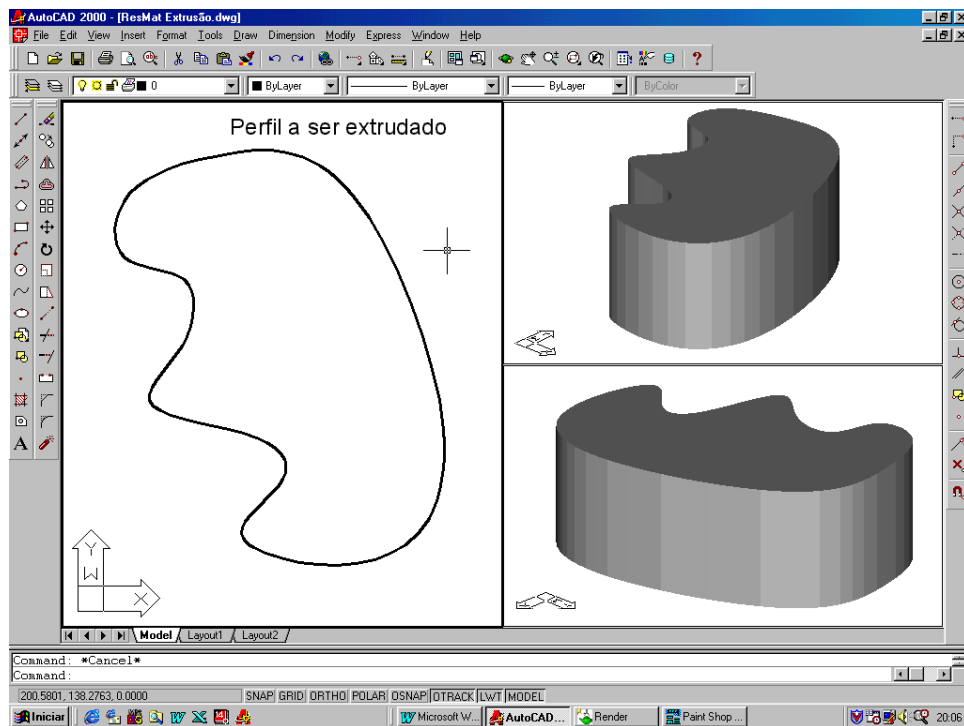 AutoCAD 2000 - [ResMat Extrusão.dwg]
File Edit View Insert Format Tools Draw Dimension Modify Express Window Help
0 ByLayer ByLayer ByLayer ByColor
Perfil a ser extrudado
Y
W
X
Model Layout1 Layout2
Command: *Cancel*
Command:
200.5801, 138.2763, 0.0000 SNAP GRID ORTHO POLAR OSNAP OTRACK LWT MODEL
Iniciar Microsoft W... AutoCAD... Render Paint Shop ... 20:06